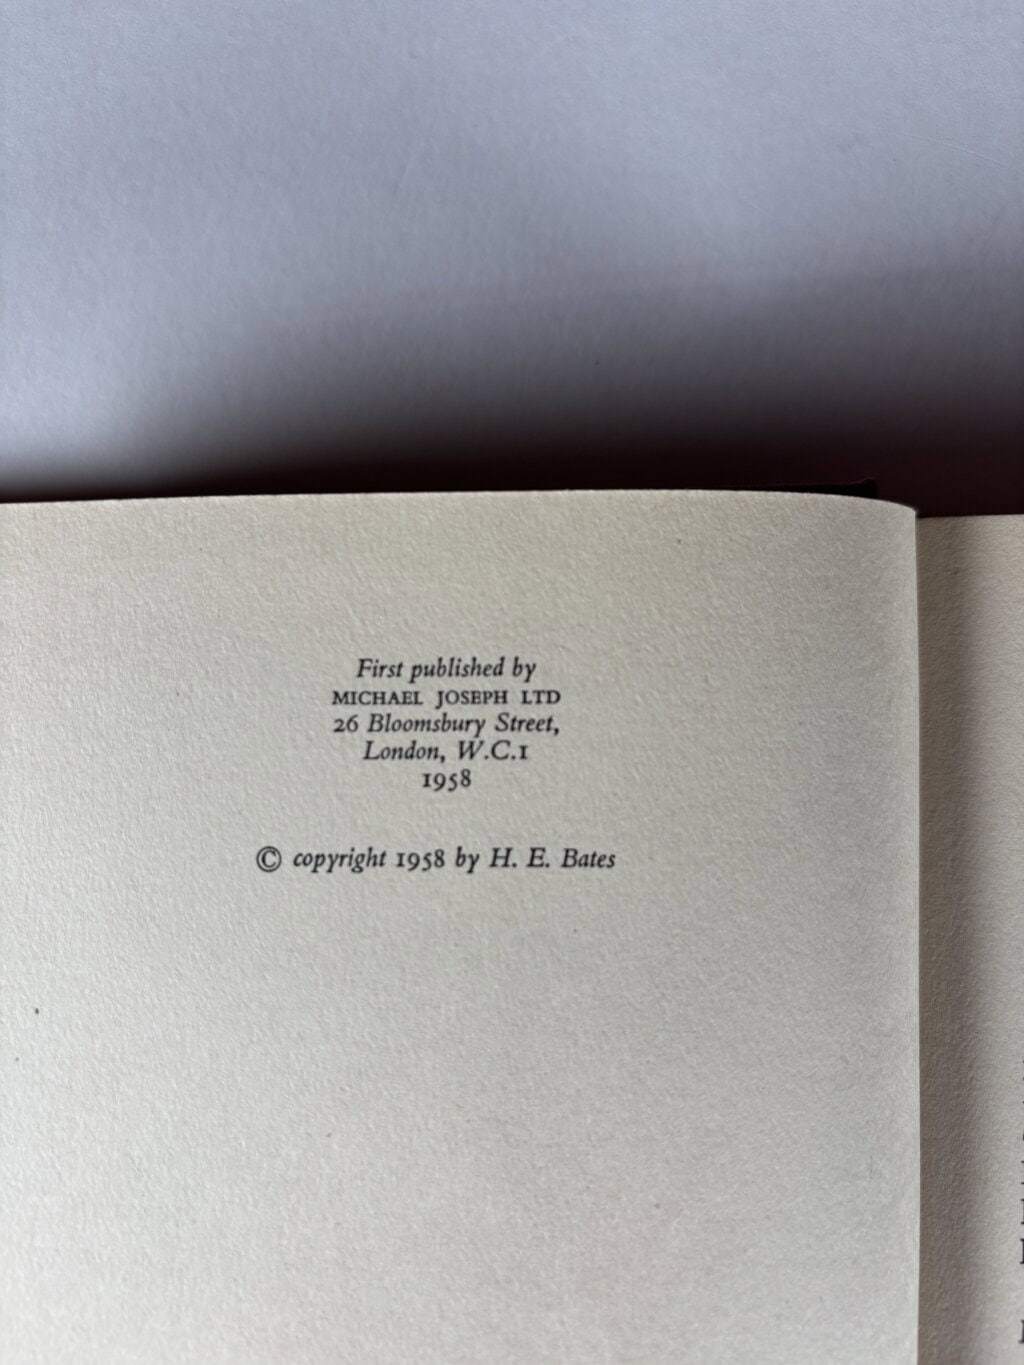 First published by
MICHAEL JOSEPH LTD
26 Bloomsbury Street,
London, W.C.1
1958
© copyright 1958 by H. E. Bates